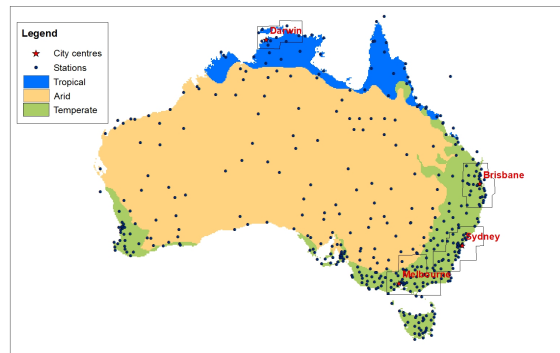 Legend
City centres
Stations
Tropical
Arid
Temperate
Darwin
Brisbane
Sydney
Melbourne